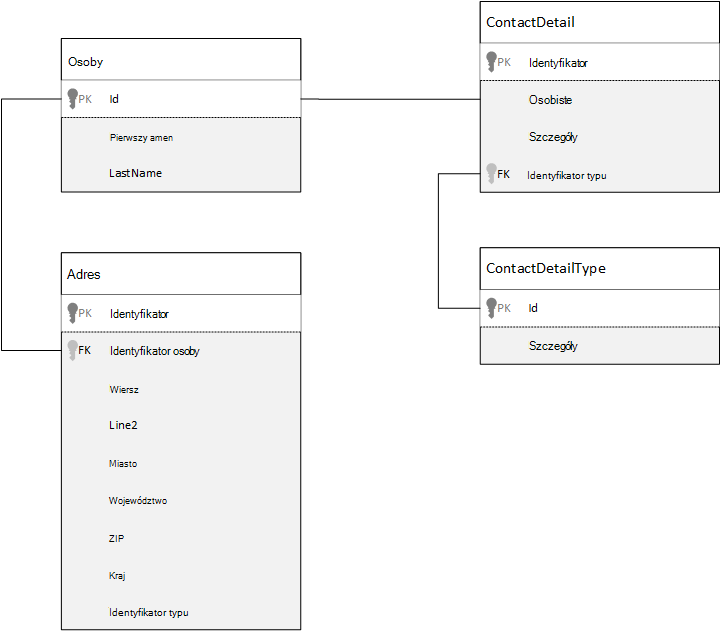 Osoby
PK Id
Pierwszy amen
LastName
Adres
PK Identyfikator
FK Identyfikator osoby
Wiersz
Line2
Miasto
Województwo
ZIP
Kraj
Identyfikator typu
ContactDetail
PK Identyfikator
Osobiste
Szczegóły
FK Identyfikator typu
ContactDetailType
PK Id
Szczegóły